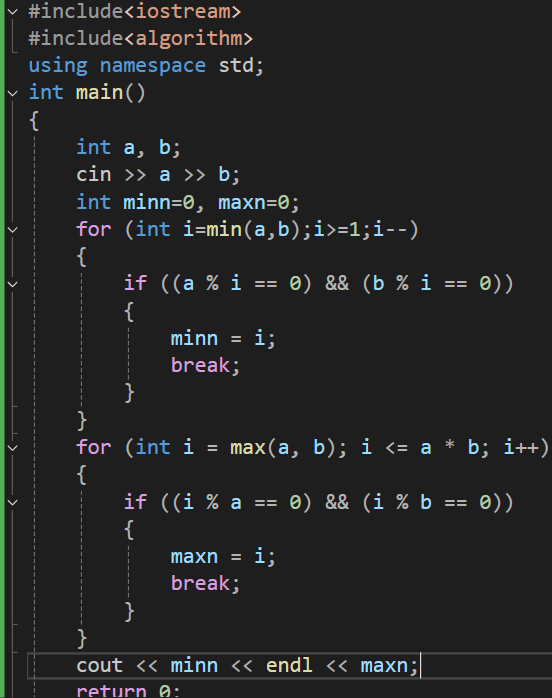 #include<iostream>
#include<algorithm>
using namespace std;
int main()
{
int a, b;
cin >> a >> b;
int minn=0, maxn=0;
for (int i=min(a,b);i>=1;i--)
{
if ((a % i == 0) && (b % i == 0))
{
minn = i;
break;
}
}
for (int i = max(a, b); i <= a * b; i++)
{
if ((i % a == 0) && (i % b == 0))
{
maxn = i;
break;
}
}
cout << minn << endl << maxn;
return 0;